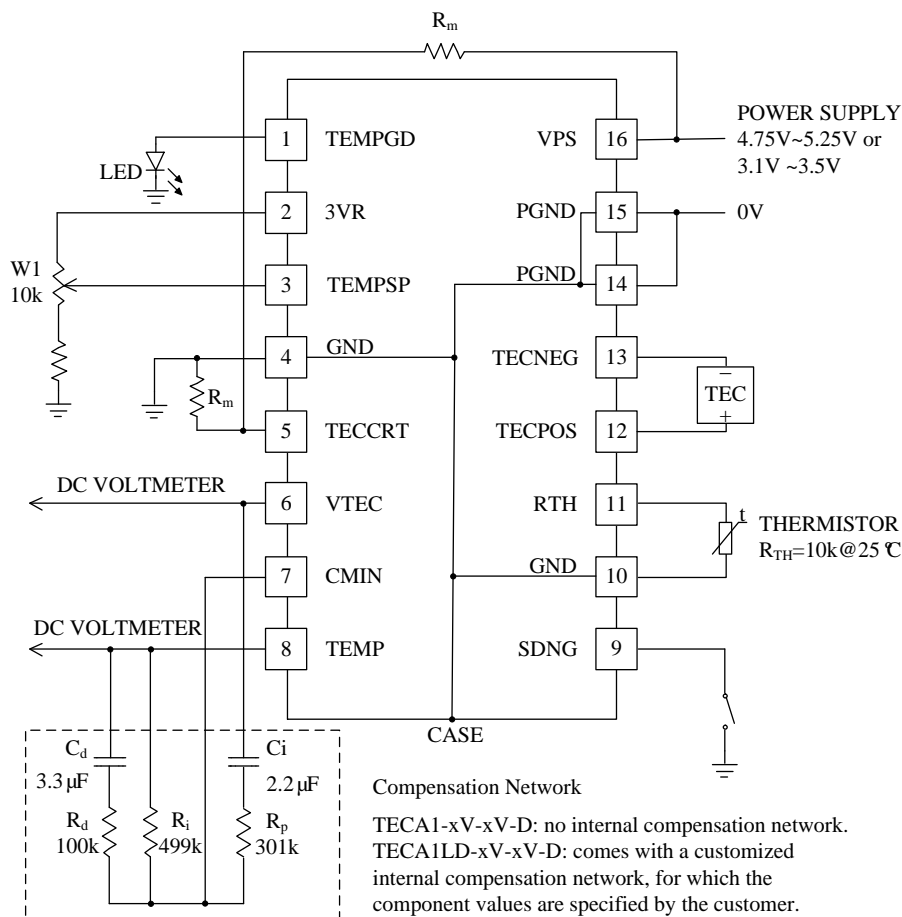 Rm
1 TEMPGD VPS 16
POWER SUPPLY
4.75V~5.25V or
3.1V ~3.5V
LED
2 3VR PGND 15 0V
W1
10k
3 TEMPSP PGND 14
4 GND TECNEG 13
−
TEC
+
Rm
5 TECCRT TECPOS 12
DC VOLTMETER
6 VTEC RTH 11
t
THERMISTOR
RTH=10k@25 ℃
7 CMIN GND 10
DC VOLTMETER
8 TEMP SDNG 9
CASE
Cd Ci
3.3 µF 2.2 µF
Rd Ri Rp
100k 499k 301k
Compensation Network
TECA1-xV-xV-D: no internal compensation network.
TECA1LD-xV-xV-D: comes with a customized
internal compensation network, for which the
component values are specified by the customer.